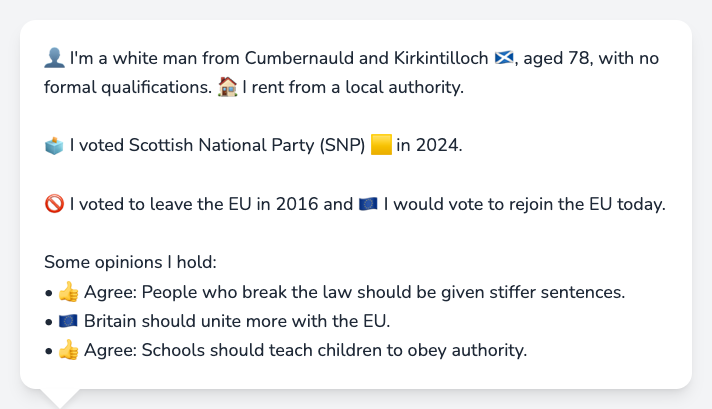 👤 I'm a white man from Cumbernauld and Kirkintilloch 🏴󠁧󠁢󠁳󠁣󠁴󠁿, aged 78, with no
formal qualifications. 🏠 I rent from a local authority.
🗳️ I voted Scottish National Party (SNP) 🟨 in 2024.
🚫 I voted to leave the EU in 2016 and 🇪🇺 I would vote to rejoin the EU today.
Some opinions I hold:
• 👍 Agree: People who break the law should be given stiffer sentences.
• 🇪🇺 Britain should unite more with the EU.
• 👍 Agree: Schools should teach children to obey authority.